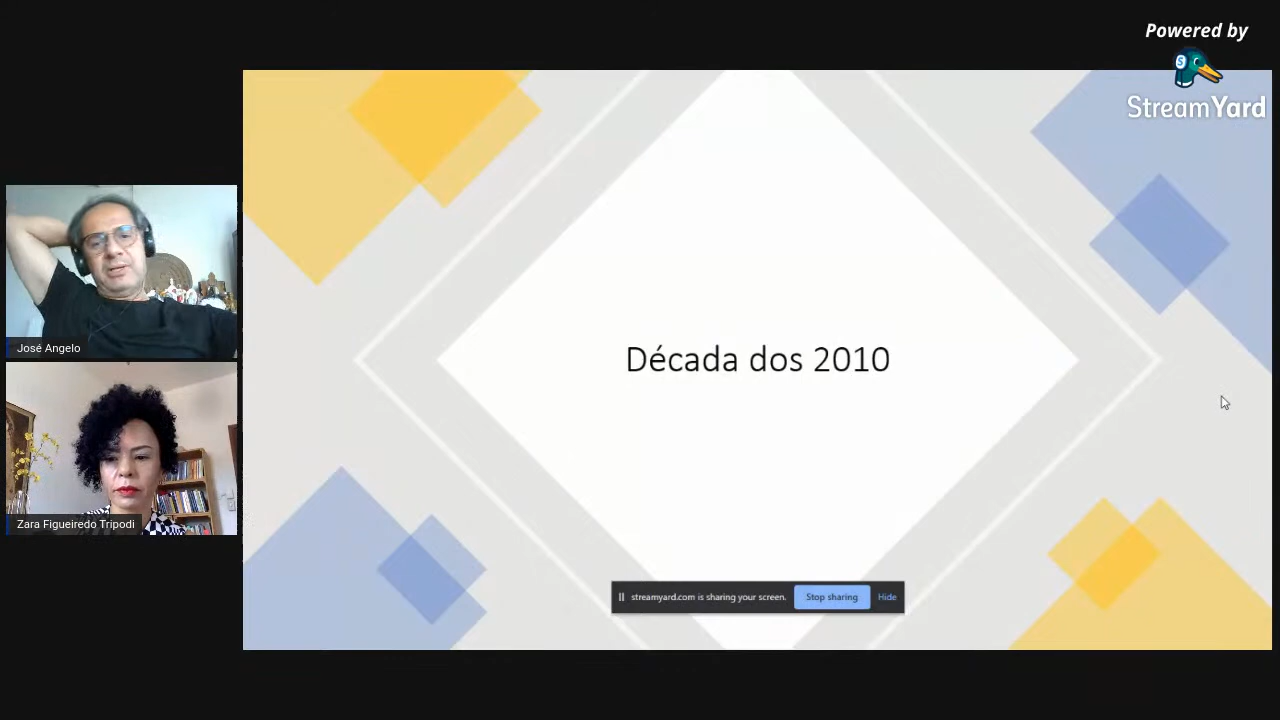 Powered by
StreamYard
José Angelo
Zara Figueiredo Tripodi
Década dos 2010
streamyard.com is sharing your screen. Stop sharing Hide